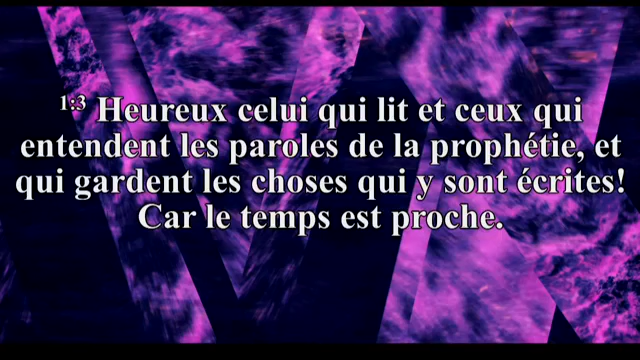 1:3 Heureux celui qui lit et ceux qui
entendent les paroles de la prophétie, et
qui gardent les choses qui y sont écrites!
Car le temps est proche.